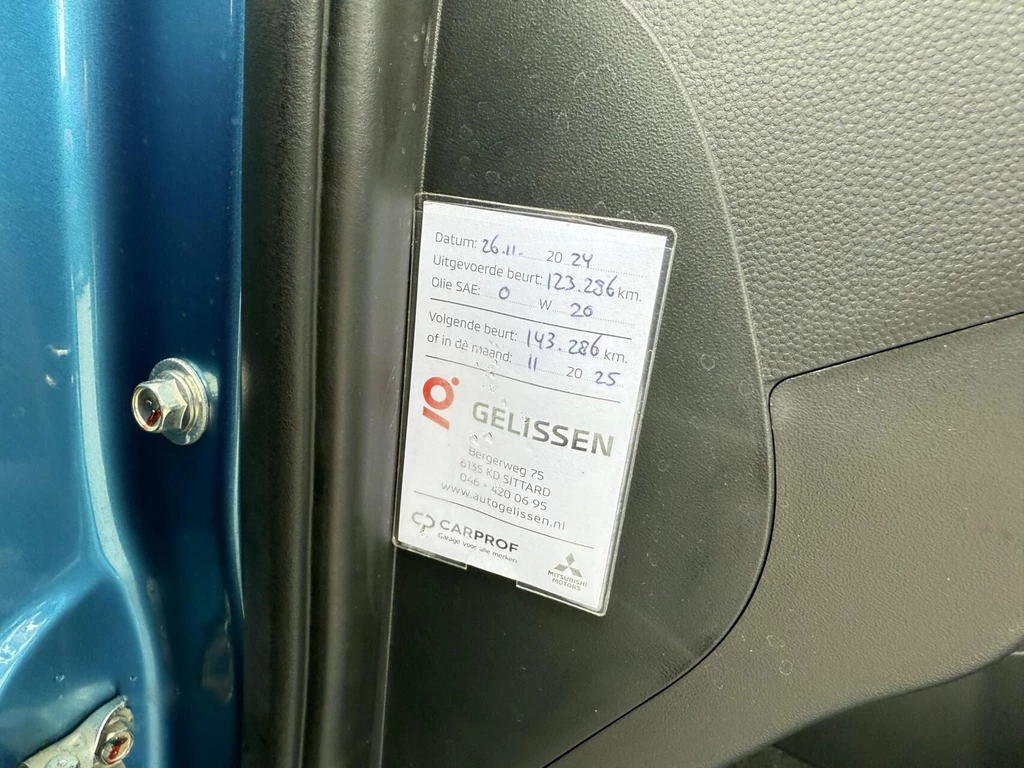 Datum: 26.11. 20 24
Uitgevoerde beurt: 123.286 km.
Olie SAE: 0 W 20
Volgende beurt: 143.286 km.
of in de maand: 11 20 25
GELISSEN
Bergerweg 75
6135 KD SITTARD
046 - 420 06 95
www.autogelissen.nl
CARPROF
Garage voor alle merken
MITSUBISHI
MOTORS